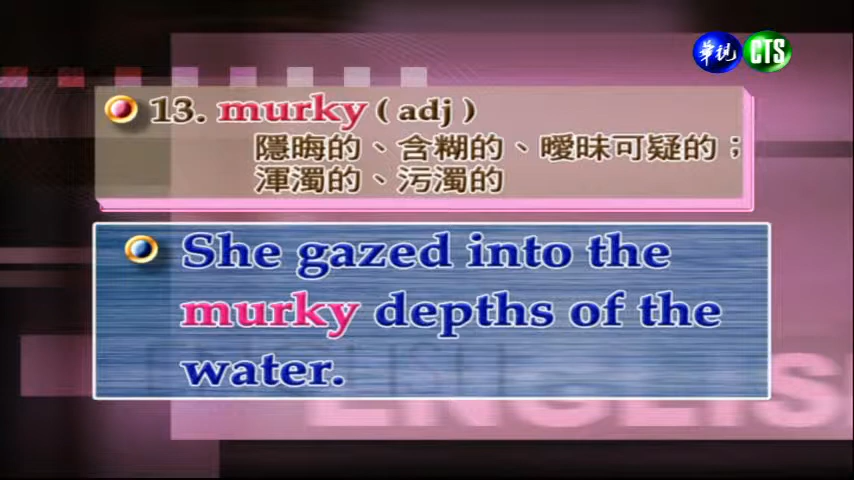 華視 CTS
13. murky ( adj )
隱晦的、含糊的、曖昧可疑的；
渾濁的、污濁的
She gazed into the
murky depths of the
water.
ENGLISH